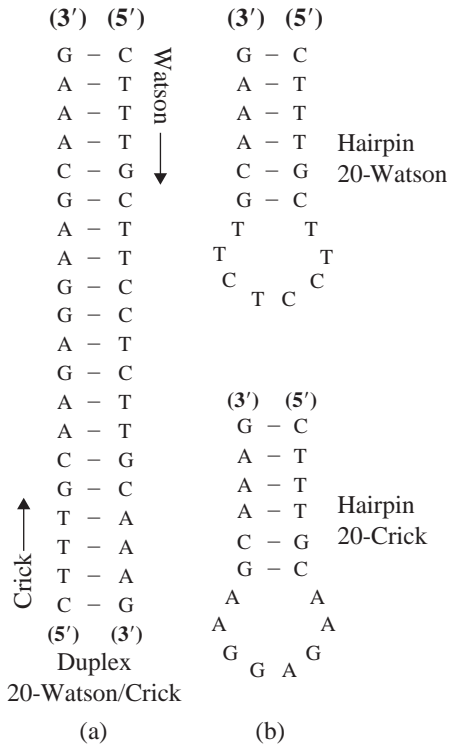 (3′) (5′)
G – C
A – T
A – T
A – T
C – G
G – C
A – T
A – T
G – C
G – C
A – T
G – C
A – T
A – T
C – G
G – C
T – A
T – A
T – A
C – G
(5′) (3′)
Watson
Crick
Duplex
20-Watson/Crick
(a)
(3′) (5′)
G – C
A – T
A – T
A – T
C – G
G – C
T T
T T
C C
T C
Hairpin
20-Watson
(3′) (5′)
G – C
A – T
A – T
A – T
C – G
G – C
A A
A A
G G
G A
Hairpin
20-Crick
(b)